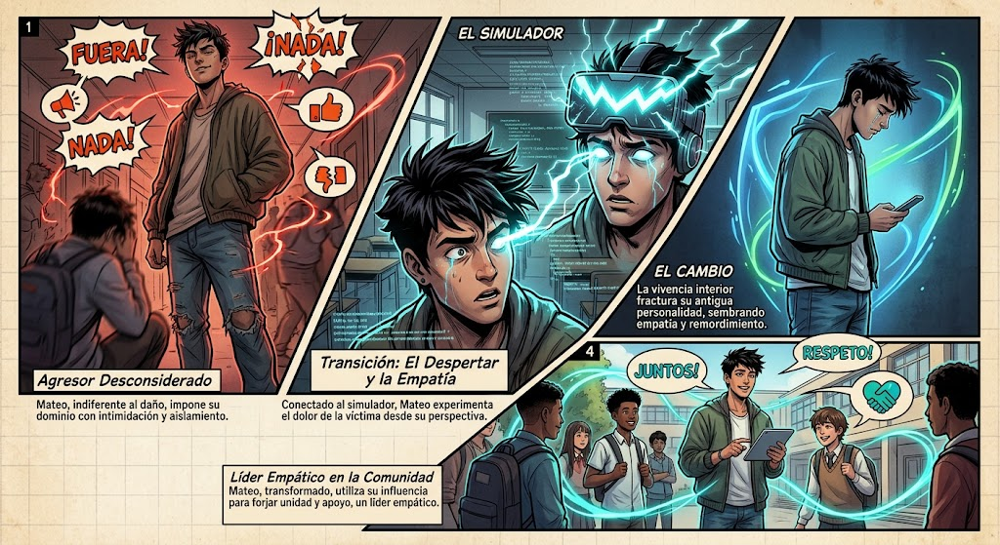 1
FUERA!
¡NADA!
NADA!
Agresor Desconsiderado
Mateo, indiferente al daño, impone su
dominio con intimidación y aislamiento.
EL SIMULADOR
Transición: El Despertar
y la Empatía
Conectado al simulador, Mateo experimenta
el dolor de la víctima desde su perspectiva.
EL CAMBIO
La vivencia interior
fractura su antigua
personalidad, sembrando
empatía y remordimiento.
4
JUNTOS!
RESPETO!
Líder Empático en la Comunidad
Mateo, transformado, utiliza su influencia
para forjar unidad y apoyo, un líder empático.